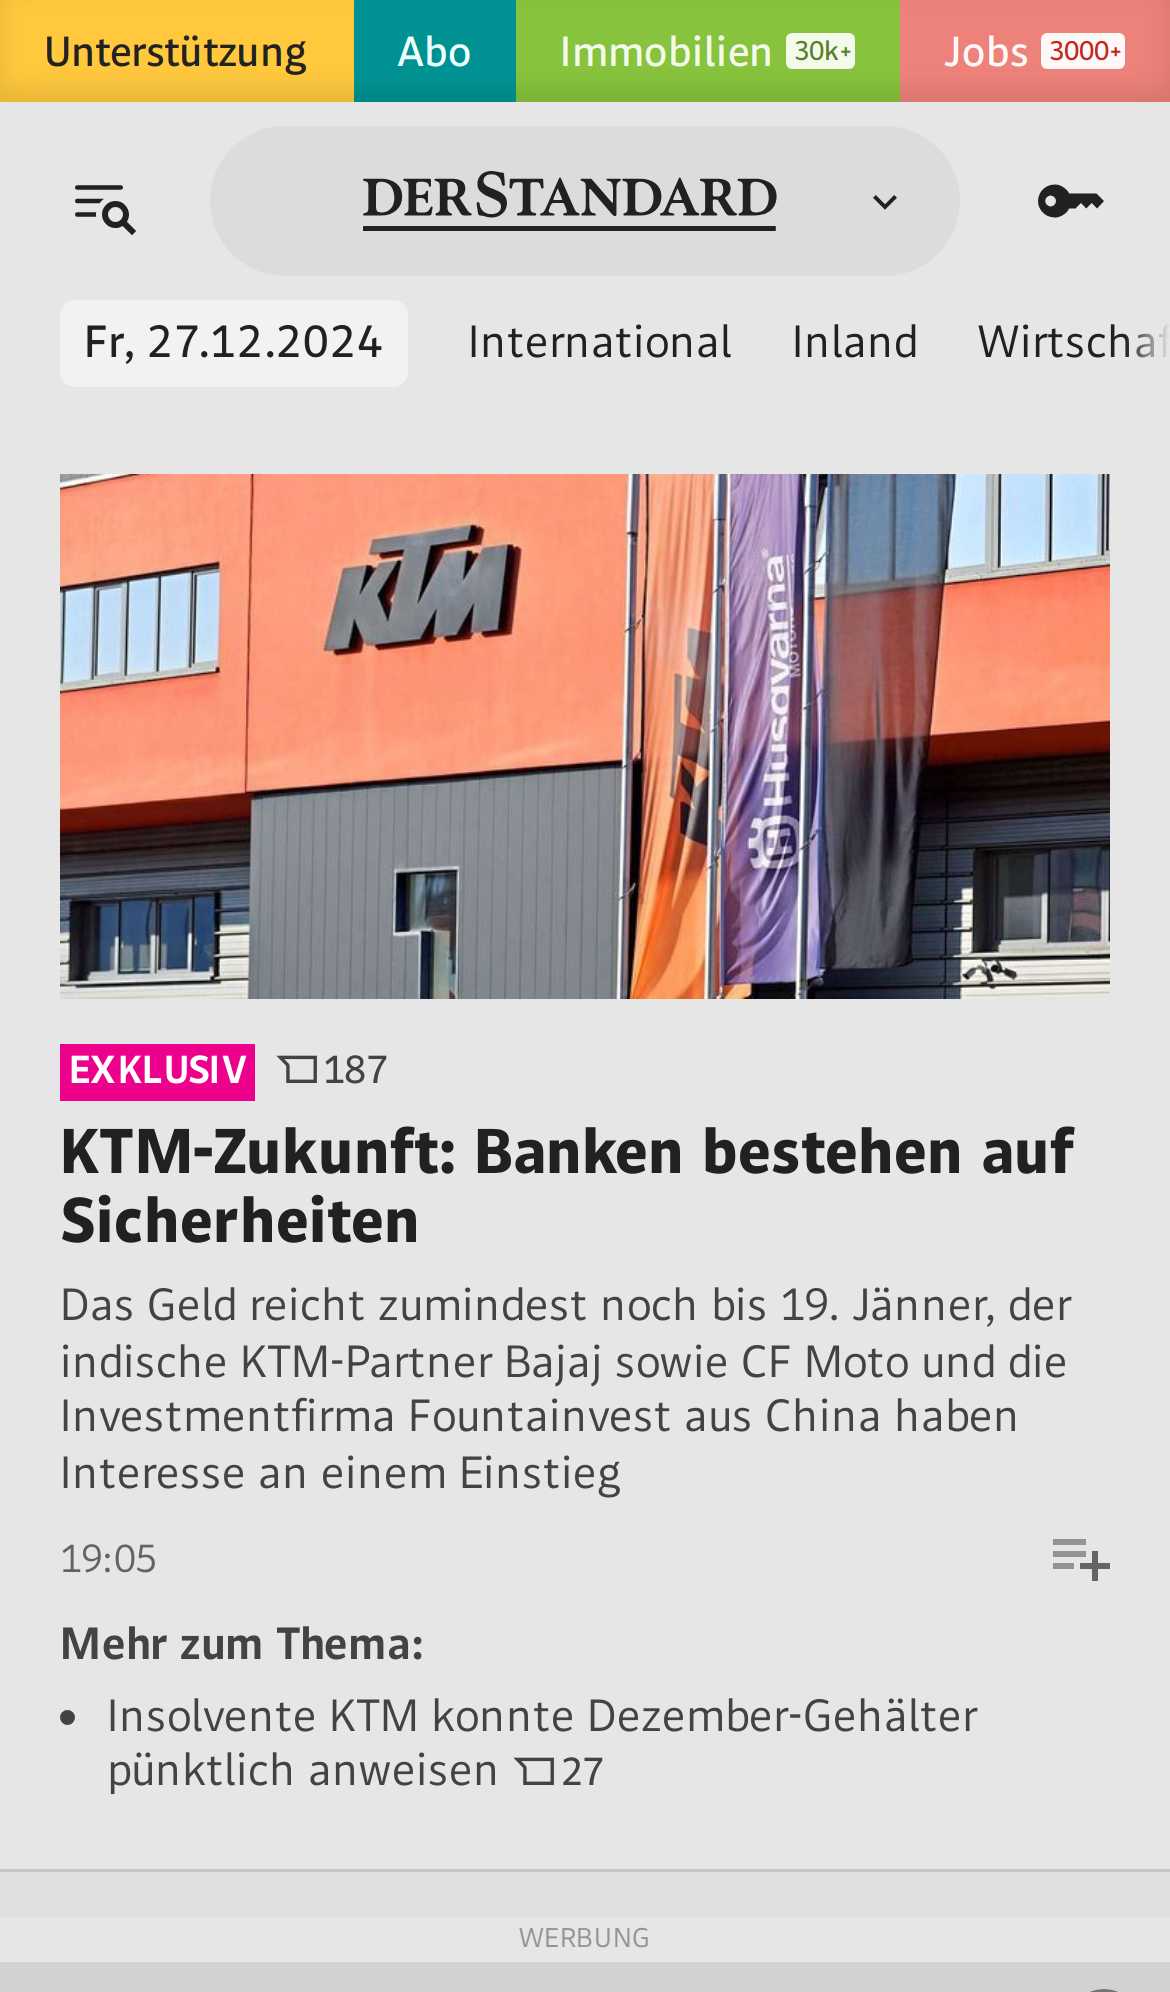 Unterstützung Abo Immobilien 30k+ Jobs 3000+
DERSTANDARD
Fr, 27.12.2024 International Inland Wirtschaf
KTM
KTM
Husqvarna
EXKLUSIV 187
KTM-Zukunft: Banken bestehen auf
Sicherheiten
Das Geld reicht zumindest noch bis 19. Jänner, der
indische KTM-Partner Bajaj sowie CF Moto und die
Investmentfirma Fountainvest aus China haben
Interesse an einem Einstieg
19:05
Mehr zum Thema:
• Insolvente KTM konnte Dezember-Gehälter
pünktlich anweisen 27
WERBUNG